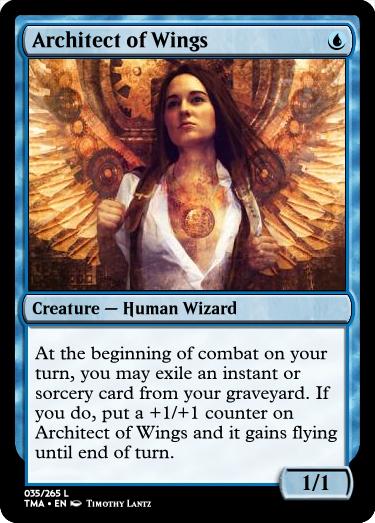 Architect of Wings
Creature — Human Wizard
At the beginning of combat on your
turn, you may exile an instant or
sorcery card from your graveyard. If
you do, put a +1/+1 counter on
Architect of Wings and it gains flying
until end of turn.
1/1
035/265 L
TMA • EN Timothy Lantz